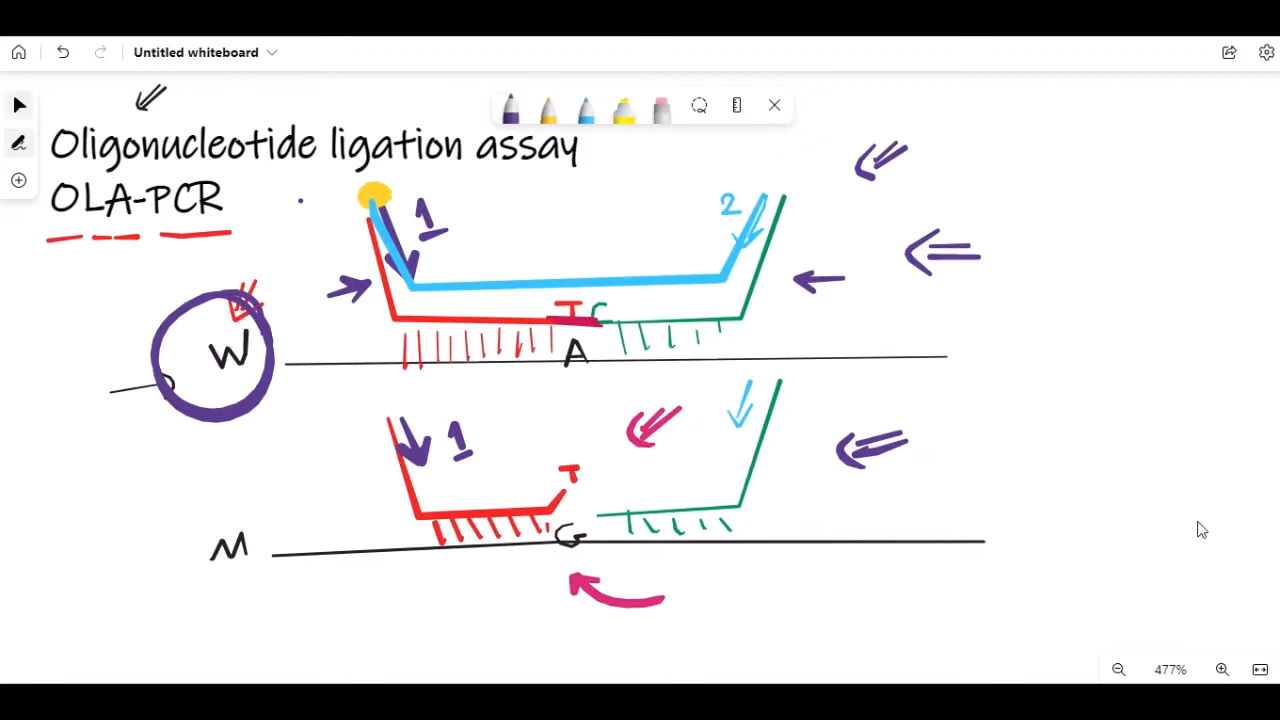 Untitled whiteboard
Oligonucleotide ligation assay
OLA-PCR
1
2
T C
W
A
1
T
G
M
477%